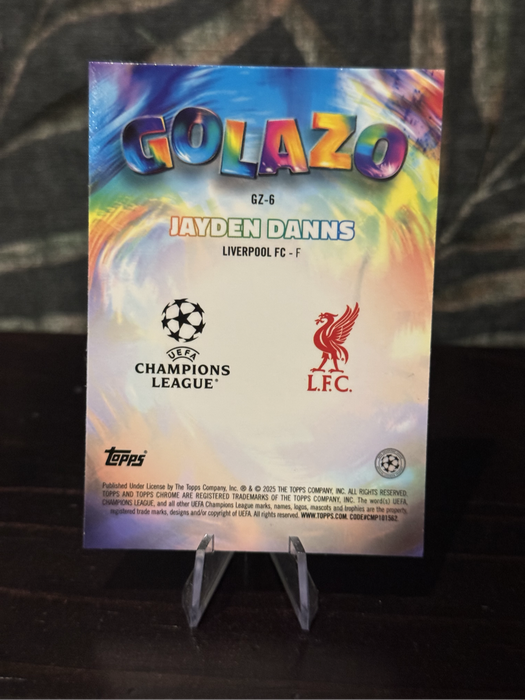 GOLAZO
GZ-6
JAYDEN DANNS
LIVERPOOL FC - F
UEFA
CHAMPIONS
LEAGUE®
L.F.C.
Topps®
Published Under License by The Topps Company, Inc. ® & © 2025 THE TOPPS COMPANY, INC. ALL RIGHTS RESERVED.
TOPPS AND TOPPS CHROME ARE REGISTERED TRADEMARKS OF THE TOPPS COMPANY, INC. The word(s) UEFA,
CHAMPIONS LEAGUE, and all other UEFA Champions League marks, names, logos, mascots and trophies are the property,
registered trade marks, designs and/or copyright of UEFA. All rights reserved. WWW.TOPPS.COM. CODE#CMP101362